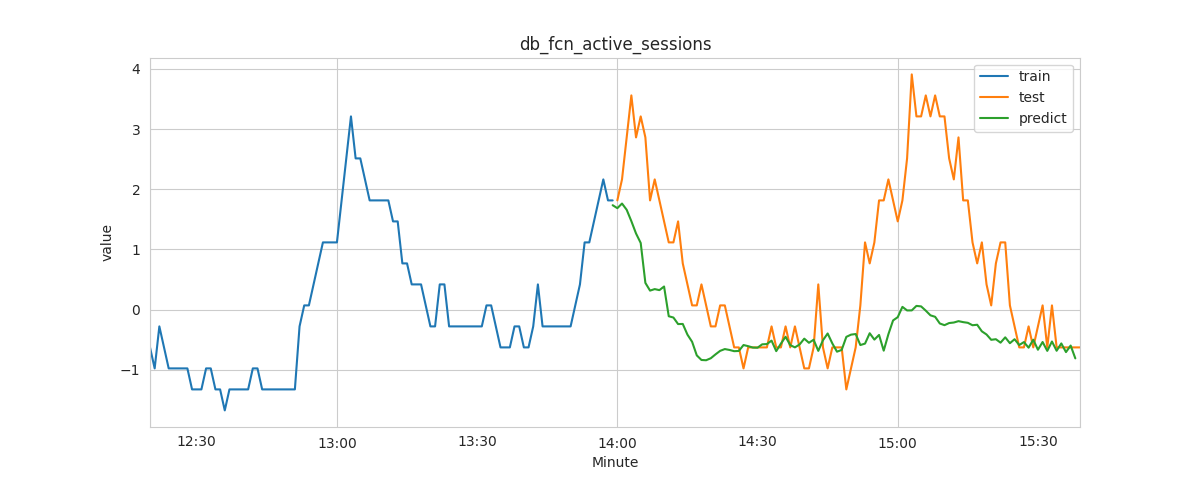 db_fcn_active_sessions
4
3
2
1
0
−1
value
train
test
predict
12:30
13:00
13:30
14:00
14:30
15:00
15:30
Minute